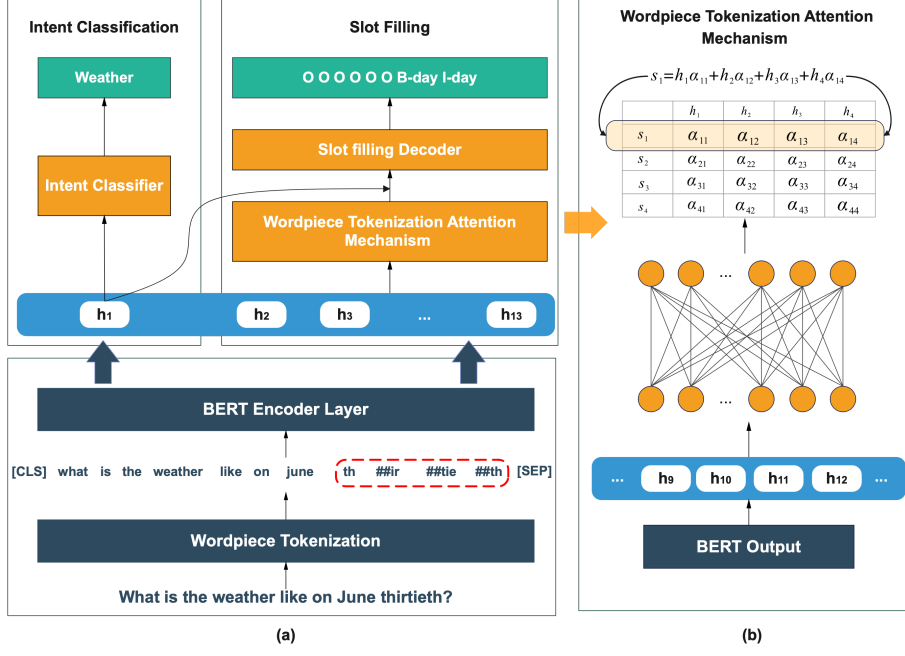 Intent Classification
Slot Filling
Weather
O O O O O O B-day I-day
Slot filling Decoder
Intent Classifier
Wordpiece Tokenization Attention
Mechanism
h1 h2 h3 ... h13
BERT Encoder Layer
[CLS] what is the weather like on june th ##ir ##tie ##th [SEP]
Wordpiece Tokenization
What is the weather like on June thirtieth?
(a)
Wordpiece Tokenization Attention
Mechanism
s₁=h₁α₁₁+h₂α₁₂+h₃α₁₃+h₄α₁₄
h₁ h₂ h₃ h₄
s₁ α₁₁ α₁₂ α₁₃ α₁₄
s₂ α₂₁ α₂₂ α₂₃ α₂₄
s₃ α₃₁ α₃₂ α₃₃ α₃₄
s₄ α₄₁ α₄₂ α₄₃ α₄₄
...
...
... h9 h10 h11 h12 ...
BERT Output
(b)